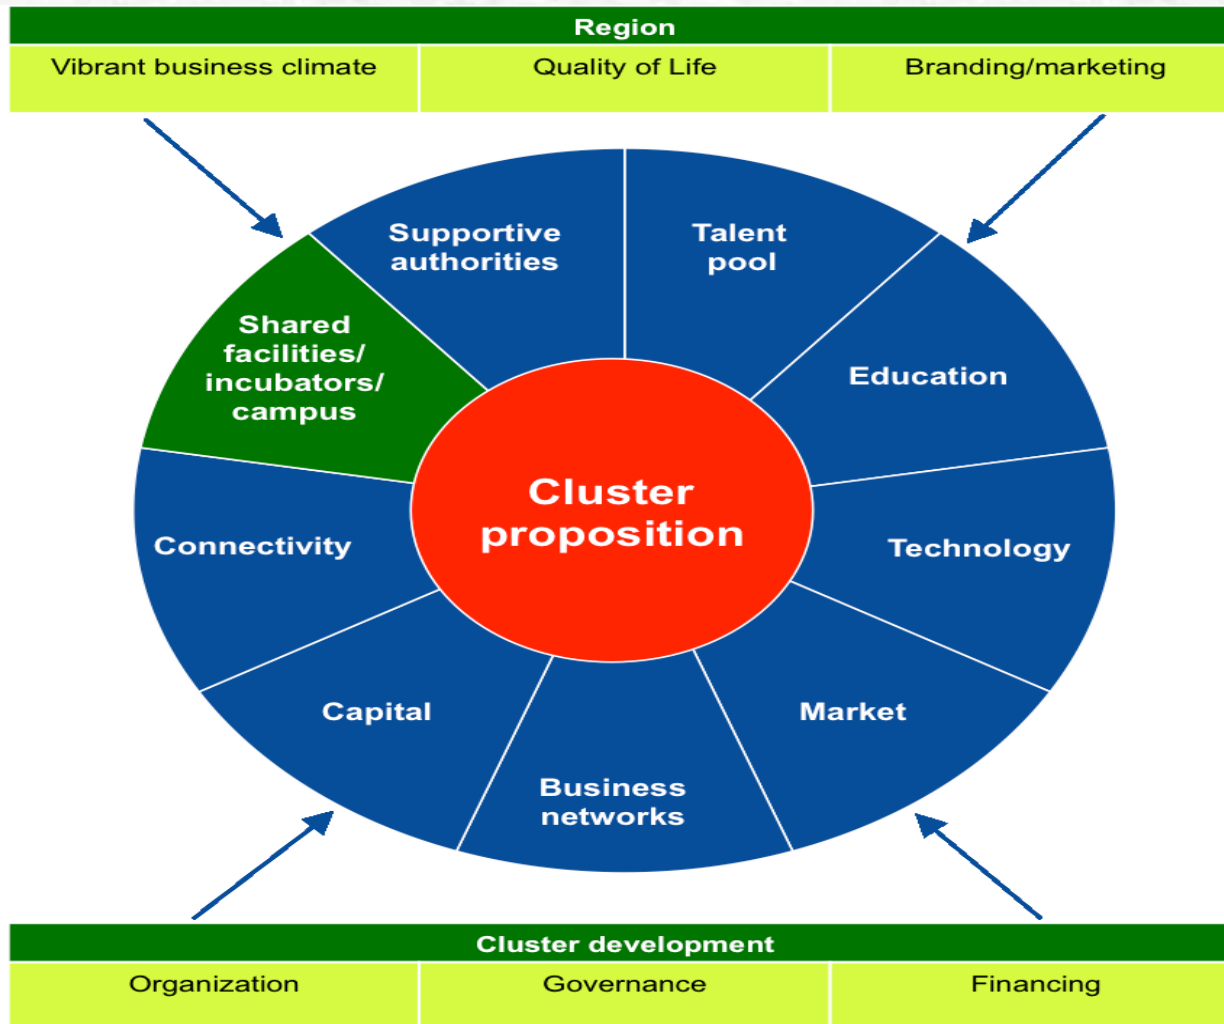 Region
Vibrant business climate
Quality of Life
Branding/marketing
Supportive
authorities
Talent
pool
Shared
facilities/
incubators/
campus
Education
Cluster
proposition
Connectivity
Technology
Capital
Market
Business
networks
Cluster development
Organization
Governance
Financing